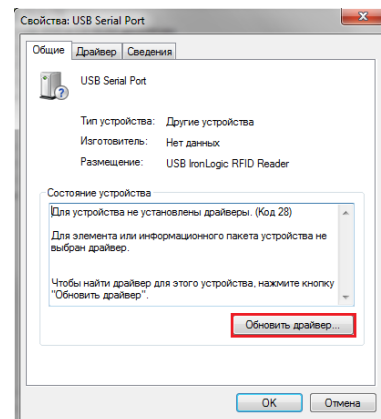 Свойства: USB Serial Port
Общие Драйвер Сведения
USB Serial Port
Тип устройства: Другие устройства
Изготовитель: Нет данных
Размещение: USB IronLogic RFID Reader
Состояние устройства
Для устройства не установлены драйверы. (Код 28)
Для элемента или информационного пакета устройства не
выбран драйвер.
Чтобы найти драйвер для этого устройства, нажмите кнопку
"Обновить драйвер".
Обновить драйвер...
OK Отмена